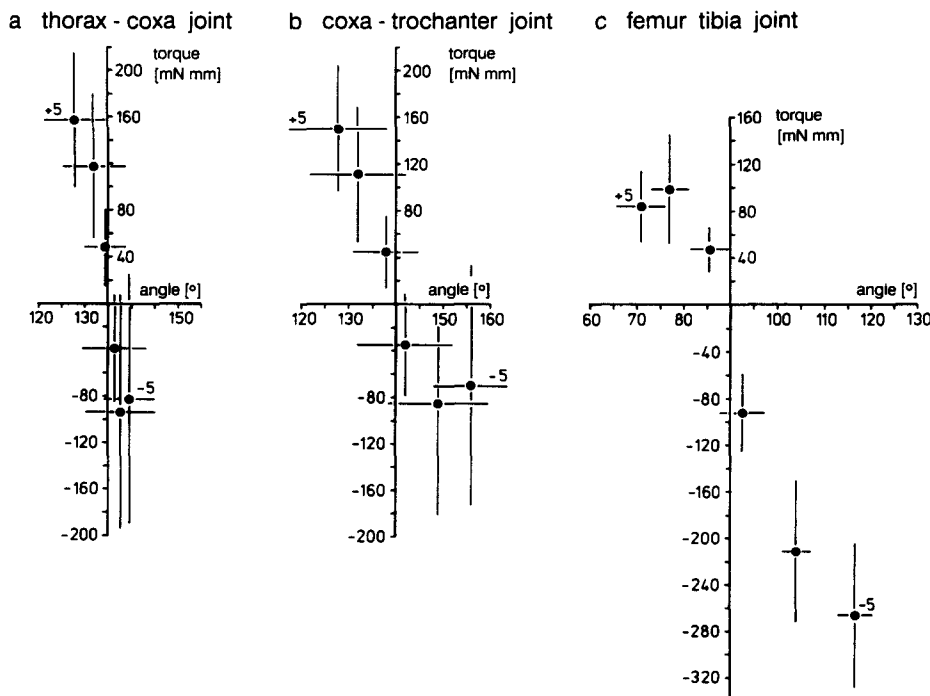 a thorax - coxa joint
torque
[mN mm]
200
+5
160
120
80
40
angle [°]
120 130 150
-5
-80
-120
-160
-200
b coxa - trochanter joint
torque
[mN mm]
200
+5
160
120
80
40
angle [°]
120 130 150 160
-5
-80
-120
-160
-200
c femur tibia joint
160
torque
[mN mm]
120
+5
80
40
angle [°]
60 70 80 100 110 120 130
-40
-80
-120
-160
-200
-240
-5
-280
-320